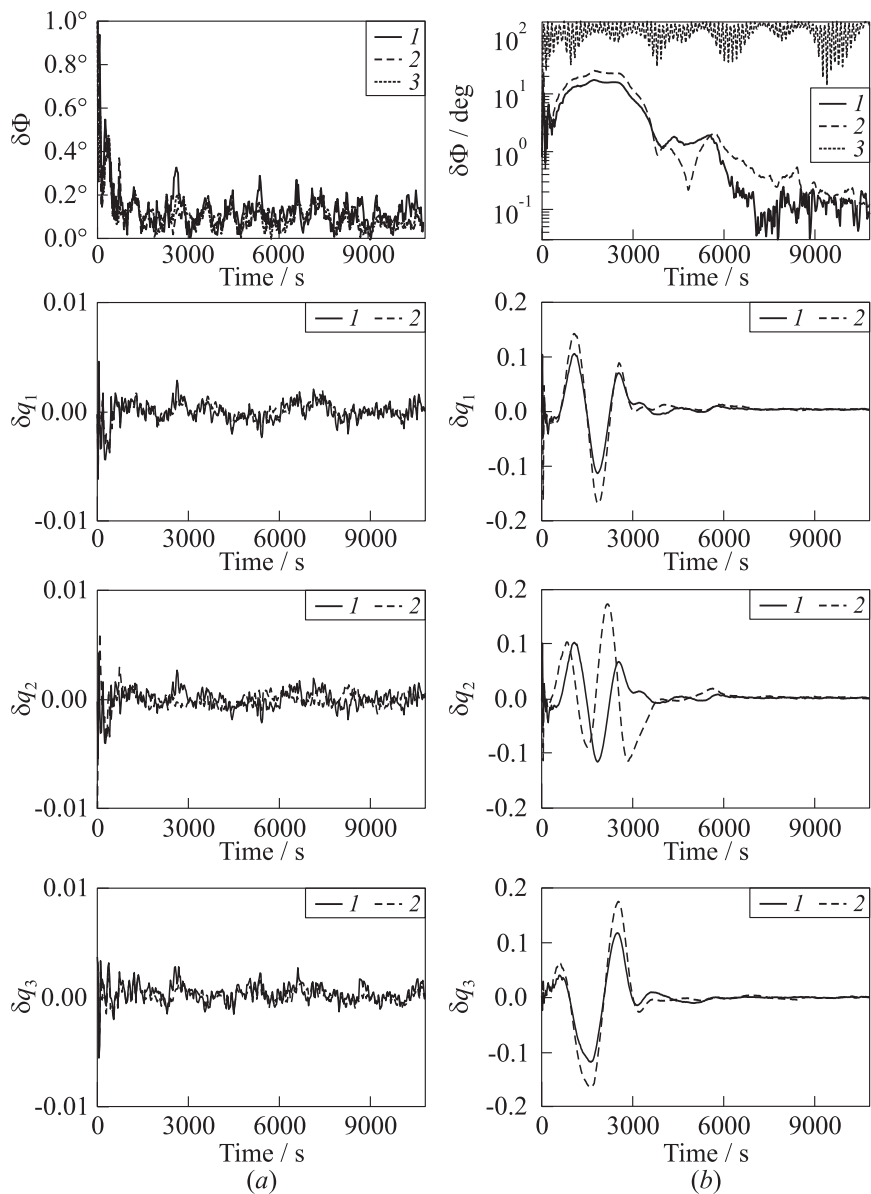 1.0°
0.8°
0.6°
0.4°
0.2°
0.0°
δΦ
1
2
3
0 3000 6000 9000
Time / s
10²
10¹
10⁰
10⁻¹
δΦ / deg
1
2
3
0 3000 6000 9000
Time / s
0.01
0.00
-0.01
δq₁
1 2
0 3000 6000 9000
Time / s
0.2
0.1
0.0
-0.1
-0.2
δq₁
1 2
0 3000 6000 9000
Time / s
0.01
0.00
-0.01
δq₂
1 2
0 3000 6000 9000
Time / s
0.2
0.1
0.0
-0.1
-0.2
δq₂
1 2
0 3000 6000 9000
Time / s
0.01
0.00
-0.01
δq₃
1 2
0 3000 6000 9000
Time / s
(a)
0.2
0.1
0.0
-0.1
-0.2
δq₃
1 2
0 3000 6000 9000
Time / s
(b)